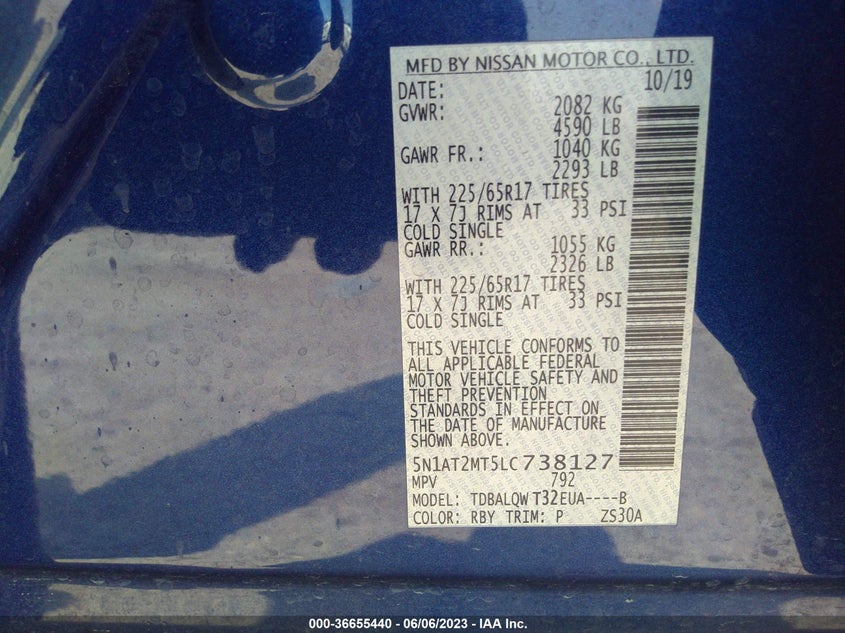 MFD BY NISSAN MOTOR CO., LTD.
DATE: 10/19
GVWR: 2082 KG
4590 LB
GAWR FR.: 1040 KG
2293 LB
WITH 225/65R17 TIRES
17 X 7J RIMS AT 33 PSI
COLD SINGLE
GAWR RR.: 1055 KG
2326 LB
WITH 225/65R17 TIRES
17 X 7J RIMS AT 33 PSI
COLD SINGLE
THIS VEHICLE CONFORMS TO
ALL APPLICABLE FEDERAL
MOTOR VEHICLE SAFETY AND
THEFT PREVENTION
STANDARDS IN EFFECT ON
THE DATE OF MANUFACTURE
SHOWN ABOVE.
5N1AT2MT5LC738127
MPV 792
MODEL: TDBALQW T32EUA----B
COLOR: RBY TRIM: P ZS30A
000-36655440 - 06/06/2023 - IAA Inc.